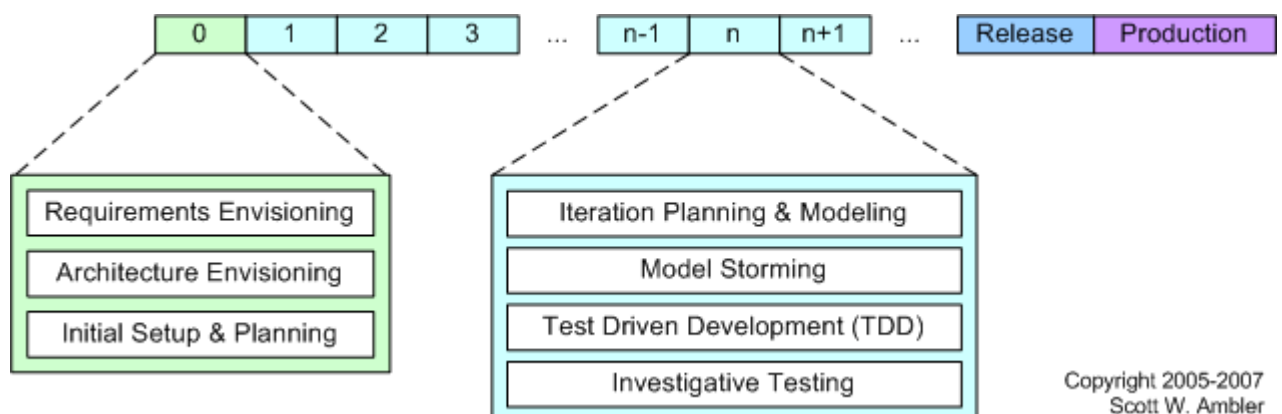 0 1 2 3 ... n-1 n n+1 ... Release Production
Requirements Envisioning
Architecture Envisioning
Initial Setup & Planning
Iteration Planning & Modeling
Model Storming
Test Driven Development (TDD)
Investigative Testing
Copyright 2005-2007
Scott W. Ambler